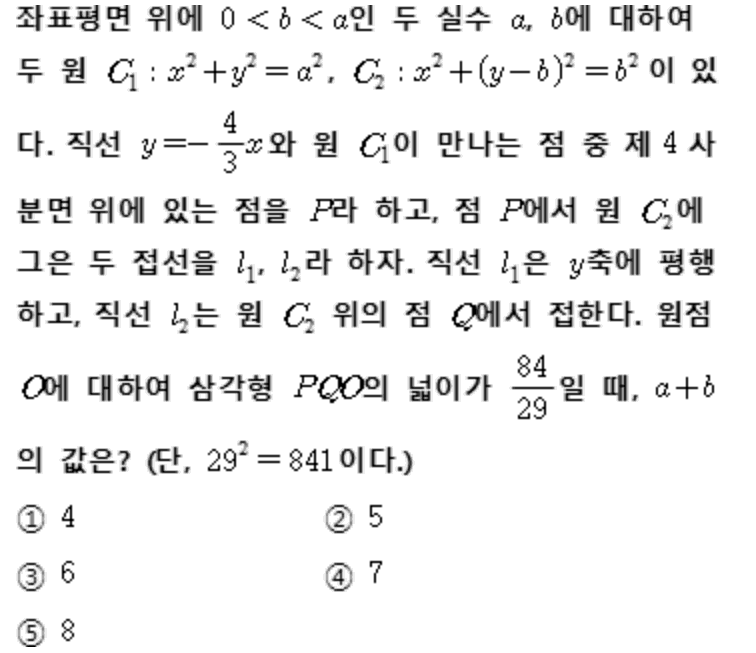 좌표평면 위에 0 < b < a인 두 실수 a, b에 대하여
두 원 C₁ : x²+y²=a², C₂ : x²+(y−b)²=b² 이 있
다. 직선 y=−4/3x와 원 C₁이 만나는 점 중 제 4 사
분면 위에 있는 점을 P라 하고, 점 P에서 원 C₂에
그은 두 접선을 l₁, l₂라 하자. 직선 l₁은 y축에 평행
하고, 직선 l₂는 원 C₂ 위의 점 Q에서 접한다. 원점
O에 대하여 삼각형 PQO의 넓이가 84/29일 때, a+b
의 값은? (단, 29²=841이다.)
① 4 ② 5
③ 6 ④ 7
⑤ 8